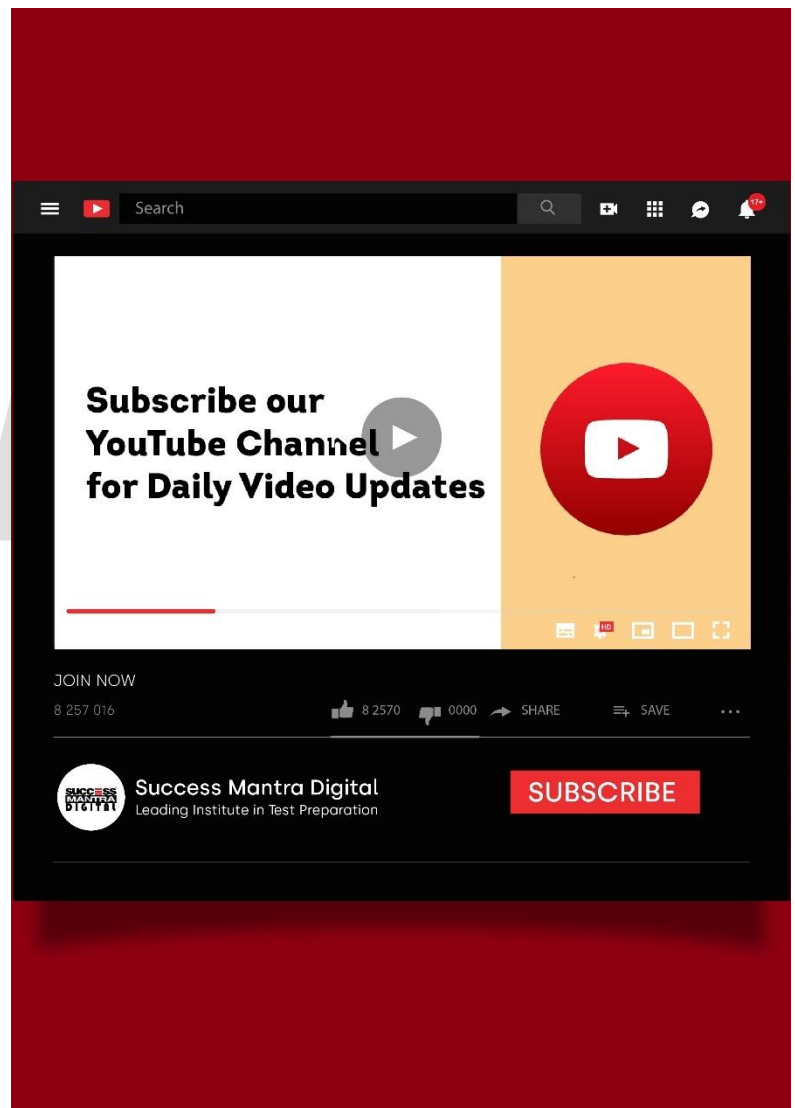 Search
17+
Subscribe our
YouTube Channel
for Daily Video Updates
HD
JOIN NOW
8 257 016
8 2570 0000 SHARE SAVE
SUCCESS
MANTRA
DIGITAL
Success Mantra Digital
Leading Institute in Test Preparation
SUBSCRIBE